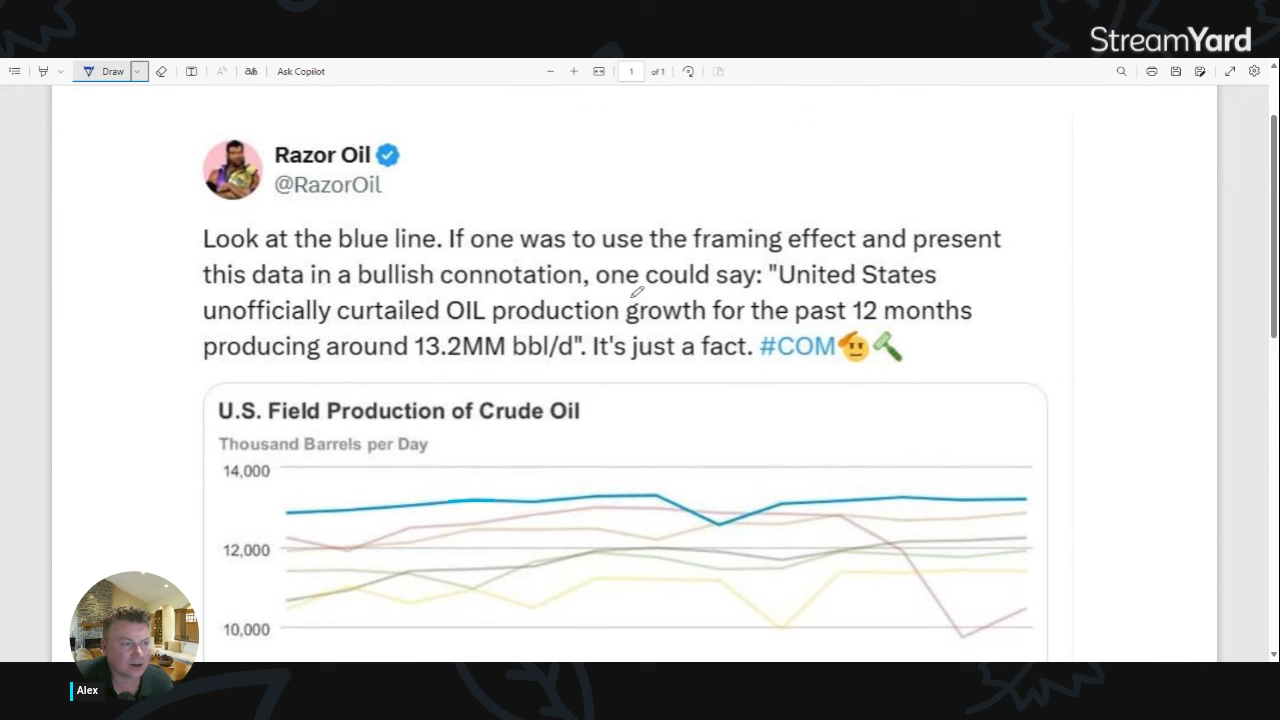 StreamYard
Draw
Ask Copilot
1 of 1
Razor Oil
@RazorOil
Look at the blue line. If one was to use the framing effect and present
this data in a bullish connotation, one could say: "United States
unofficially curtailed OIL production growth for the past 12 months
producing around 13.2MM bbl/d". It's just a fact. #COM🫡🔨
U.S. Field Production of Crude Oil
Thousand Barrels per Day
14,000
12,000
10,000
Alex